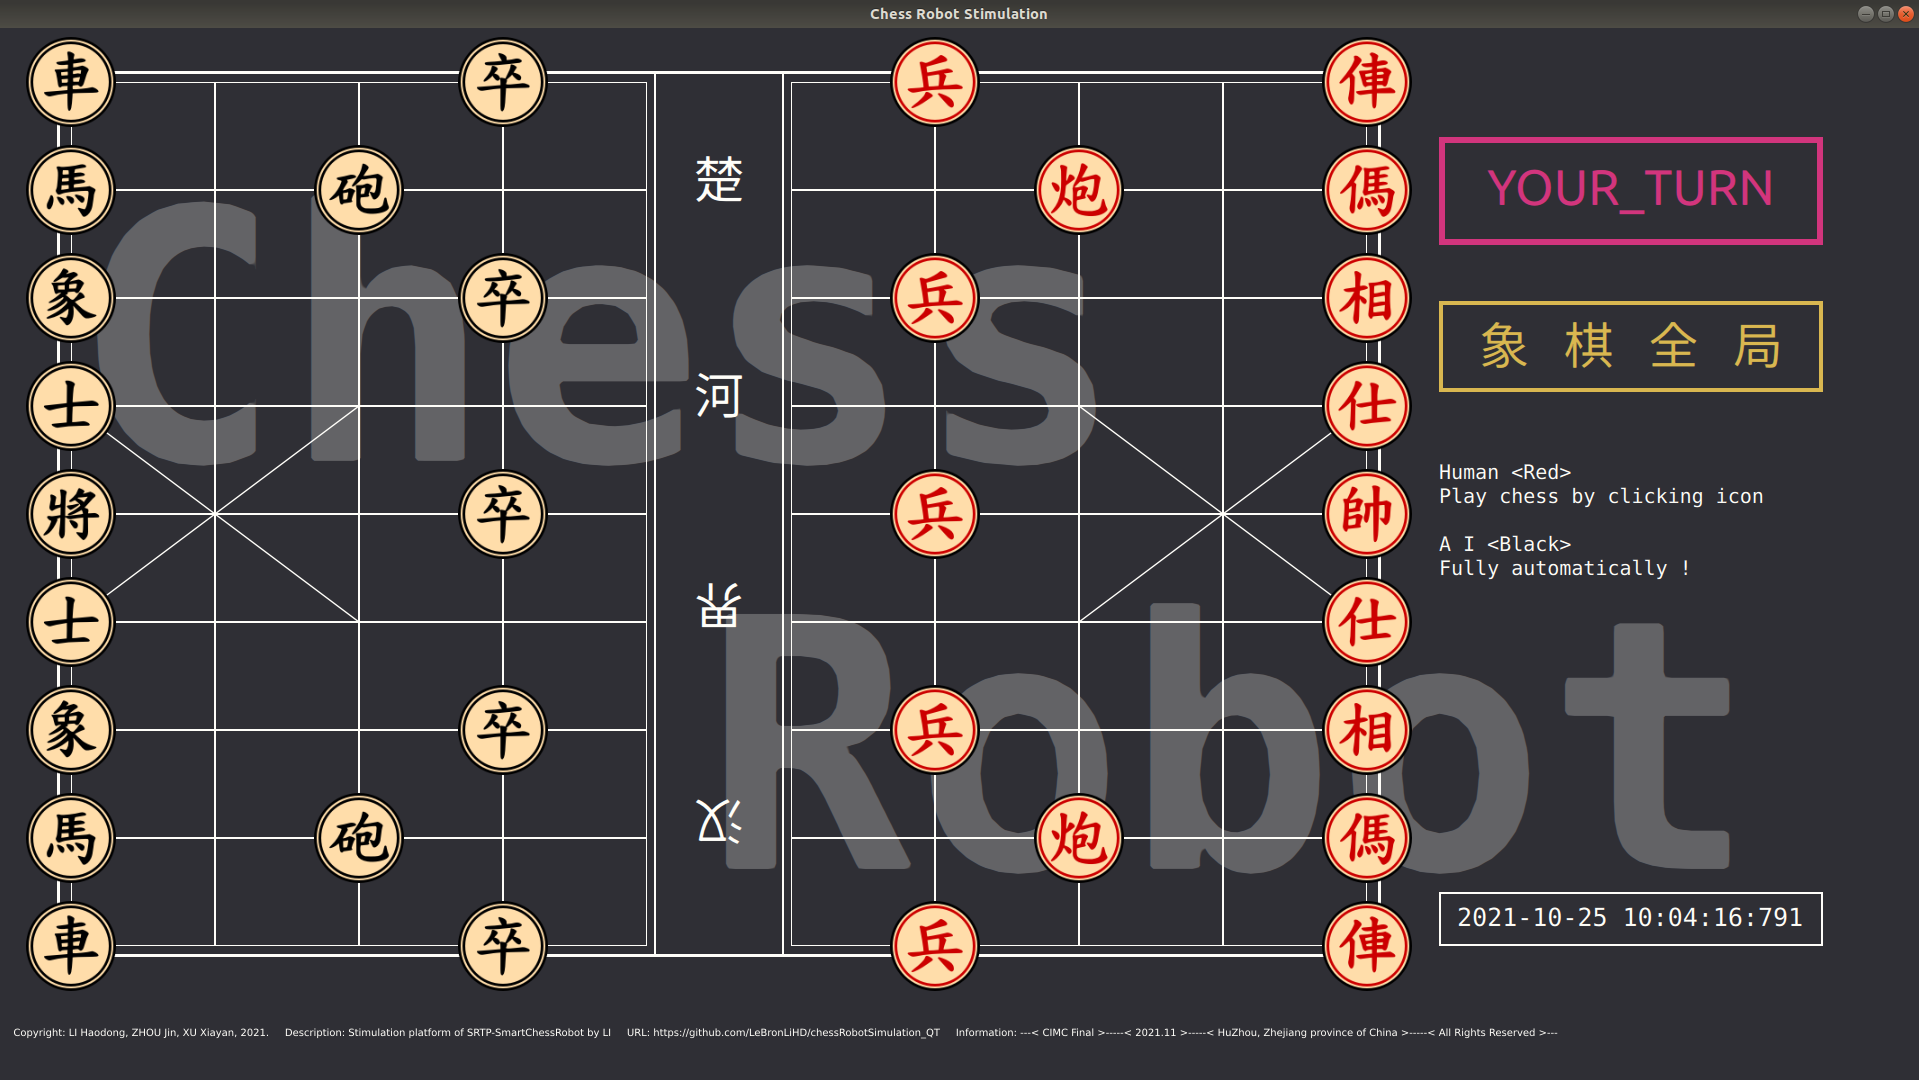 Chess Robot Stimulation
車 卒 兵 俥
馬 砲 楚 炮 傌
YOUR_TURN
Chess
象 卒 兵 相
象 棋 全 局
士 河 仕
Human <Red>
Play chess by clicking icon
將 卒 兵 帥
A I <Black>
Fully automatically !
士 界 仕
Robot
象 卒 兵 相
馬 砲 汉 炮 傌
車 卒 兵 俥
2021-10-25 10:04:16:791
Copyright: LI Haodong, ZHOU Jin, XU Xiayan, 2021. Description: Stimulation platform of SRTP-SmartChessRobot by LI URL: https://github.com/LeBronLiHD/chessRobotSimulation_QT Information: ---< CIMC Final >-----< 2021.11 >-----< HuZhou, Zhejiang province of China >-----< All Rights Reserved >---